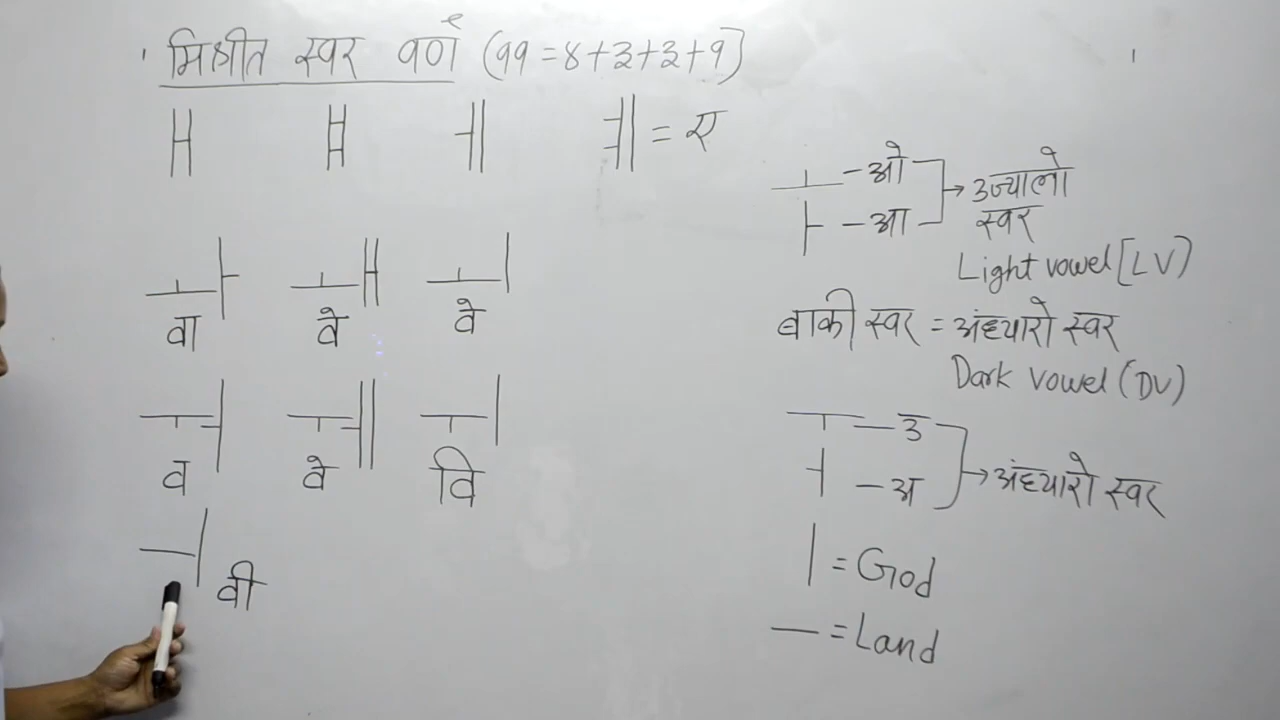 मिश्रीत स्वर वर्ण (११=४+३+३+१)
ㅐ ㅒ ㅔ ㅖ = ए
ㅗ - ओ
ㅏ - आ
→ उज्यालो
स्वर
Light vowel [LV)
ㅘ ㅙ ㅚ
वा वे वे
बाकी स्वर = अंध्यारो स्वर
Dark vowel (DV)
ㅝ ㅞ ㅟ
व वे वि
ㅜ - उ
ㅓ - अ
→ अंध्यारो स्वर
ㅢ वी
ㅣ = God
ㅡ = Land